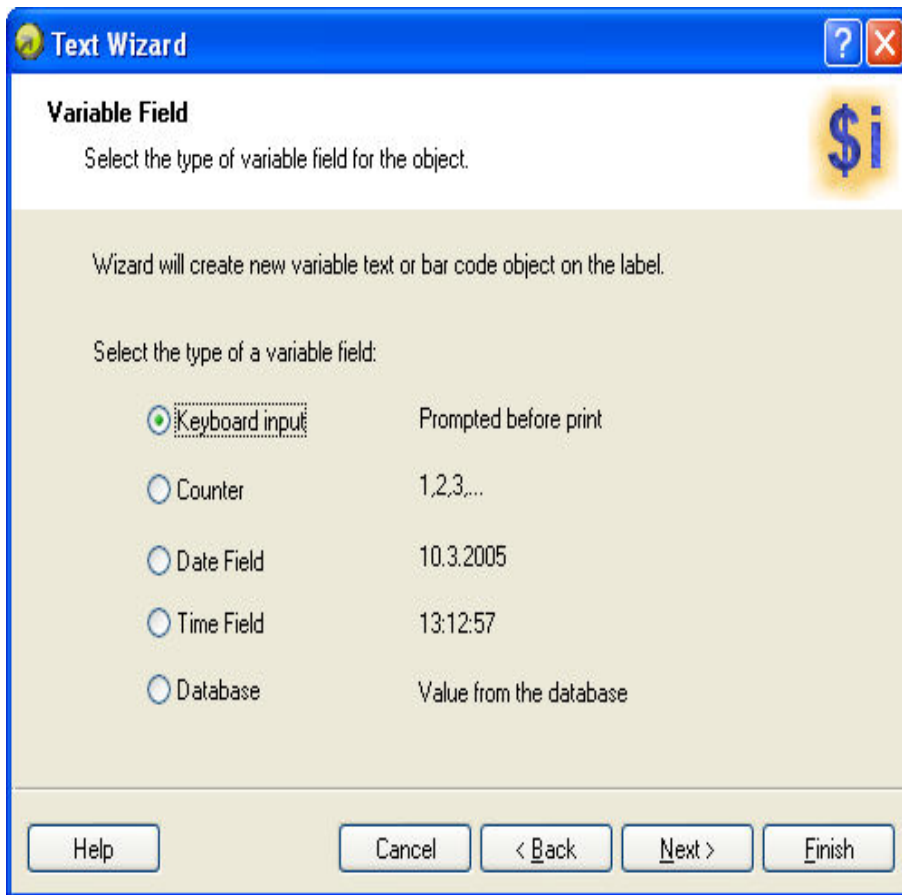 Text Wizard
Variable Field
Select the type of variable field for the object.
$i
Wizard will create new variable text or bar code object on the label.
Select the type of a variable field:
Keyboard input Prompted before print
Counter 1,2,3,...
Date Field 10.3.2005
Time Field 13:12:57
Database Value from the database
Help Cancel < Back Next > Finish